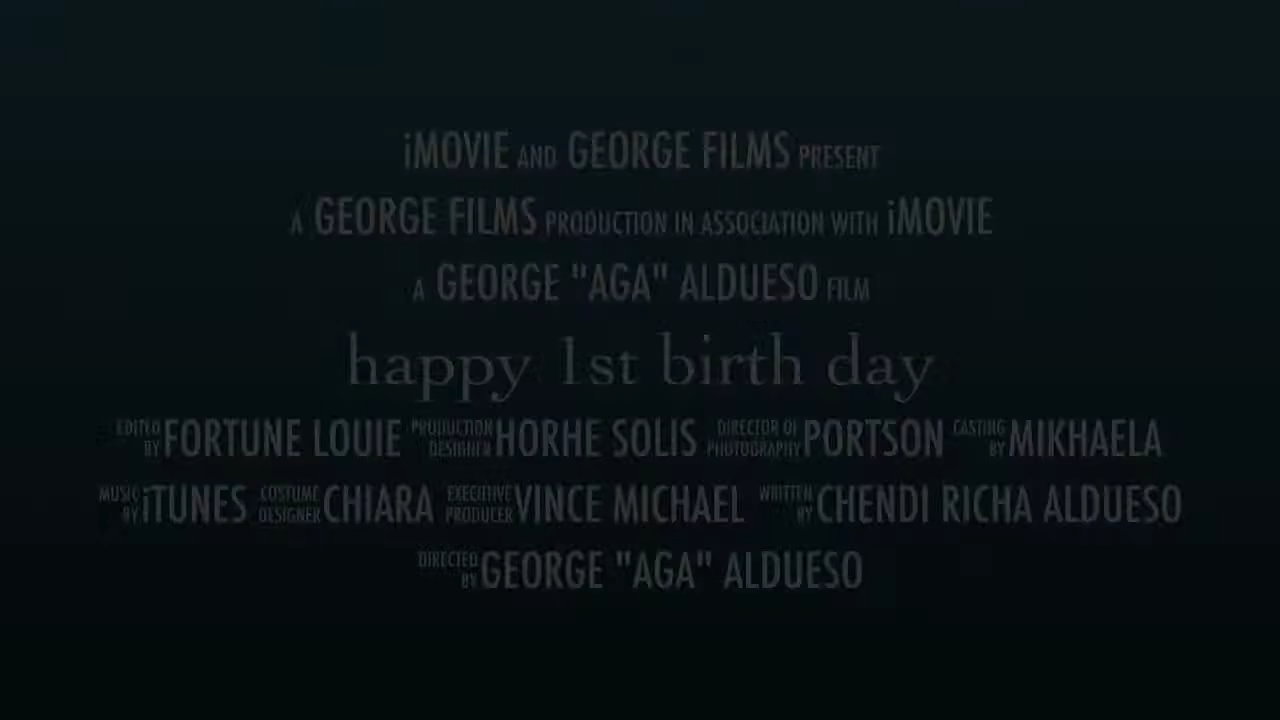 iMOVIE AND GEORGE FILMS PRESENT
A GEORGE FILMS PRODUCTION IN ASSOCIATION WITH iMOVIE
A GEORGE "AGA" ALDUESO FILM
happy 1st birth day
EDITED BY FORTUNE LOUIE PRODUCTION DESIGNER HORHE SOLIS DIRECTOR OF PHOTOGRAPHY PORTSON CASTING BY MIKHAELA
MUSIC BY iTUNES COSTUME DESIGNER CHIARA EXECUTIVE PRODUCER VINCE MICHAEL WRITTEN BY CHENDI RICHA ALDUESO
DIRECTED BY GEORGE "AGA" ALDUESO